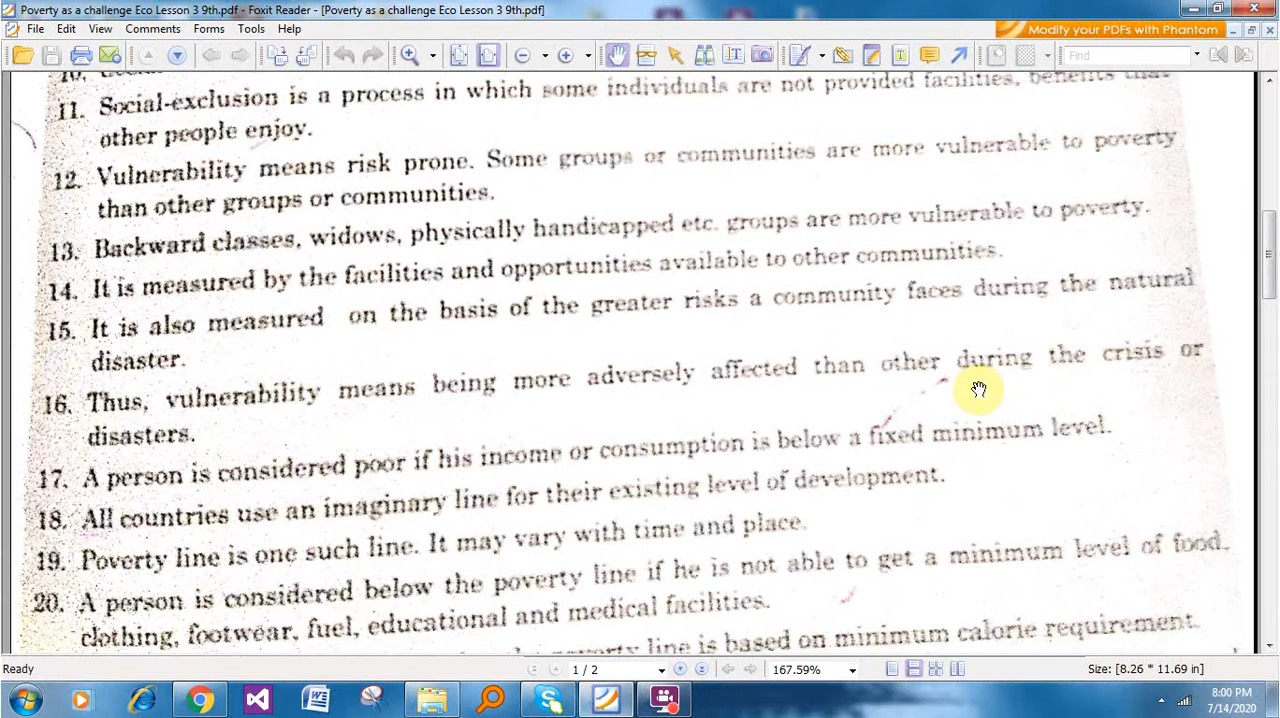 Poverty as a challenge Eco Lesson 3 9th.pdf - Foxit Reader - [Poverty as a challenge Eco Lesson 3 9th.pdf]
File Edit View Comments Forms Tools Help
Modify your PDFs with Phantom
Find
11. Social-exclusion is a process in which some individuals are not provided facilities, benefits that
other people enjoy.
12. Vulnerability means risk prone. Some groups or communities are more vulnerable to poverty
than other groups or communities.
13. Backward classes, widows, physically handicapped etc. groups are more vulnerable to poverty.
14. It is measured by the facilities and opportunities available to other communities.
15. It is also measured on the basis of the greater risks a community faces during the natural
disaster.
16. Thus, vulnerability means being more adversely affected than other during the crisis or
disasters.
17. A person is considered poor if his income or consumption is below a fixed minimum level.
18. All countries use an imaginary line for their existing level of development.
19. Poverty line is one such line. It may vary with time and place.
20. A person is considered below the poverty line if he is not able to get a minimum level of food,
clothing, footwear, fuel, educational and medical facilities.
poverty line is based on minimum calorie requirement.
Ready 1 / 2 167.59% Size: [8.26 * 11.69 in]
8:00 PM
7/14/2020